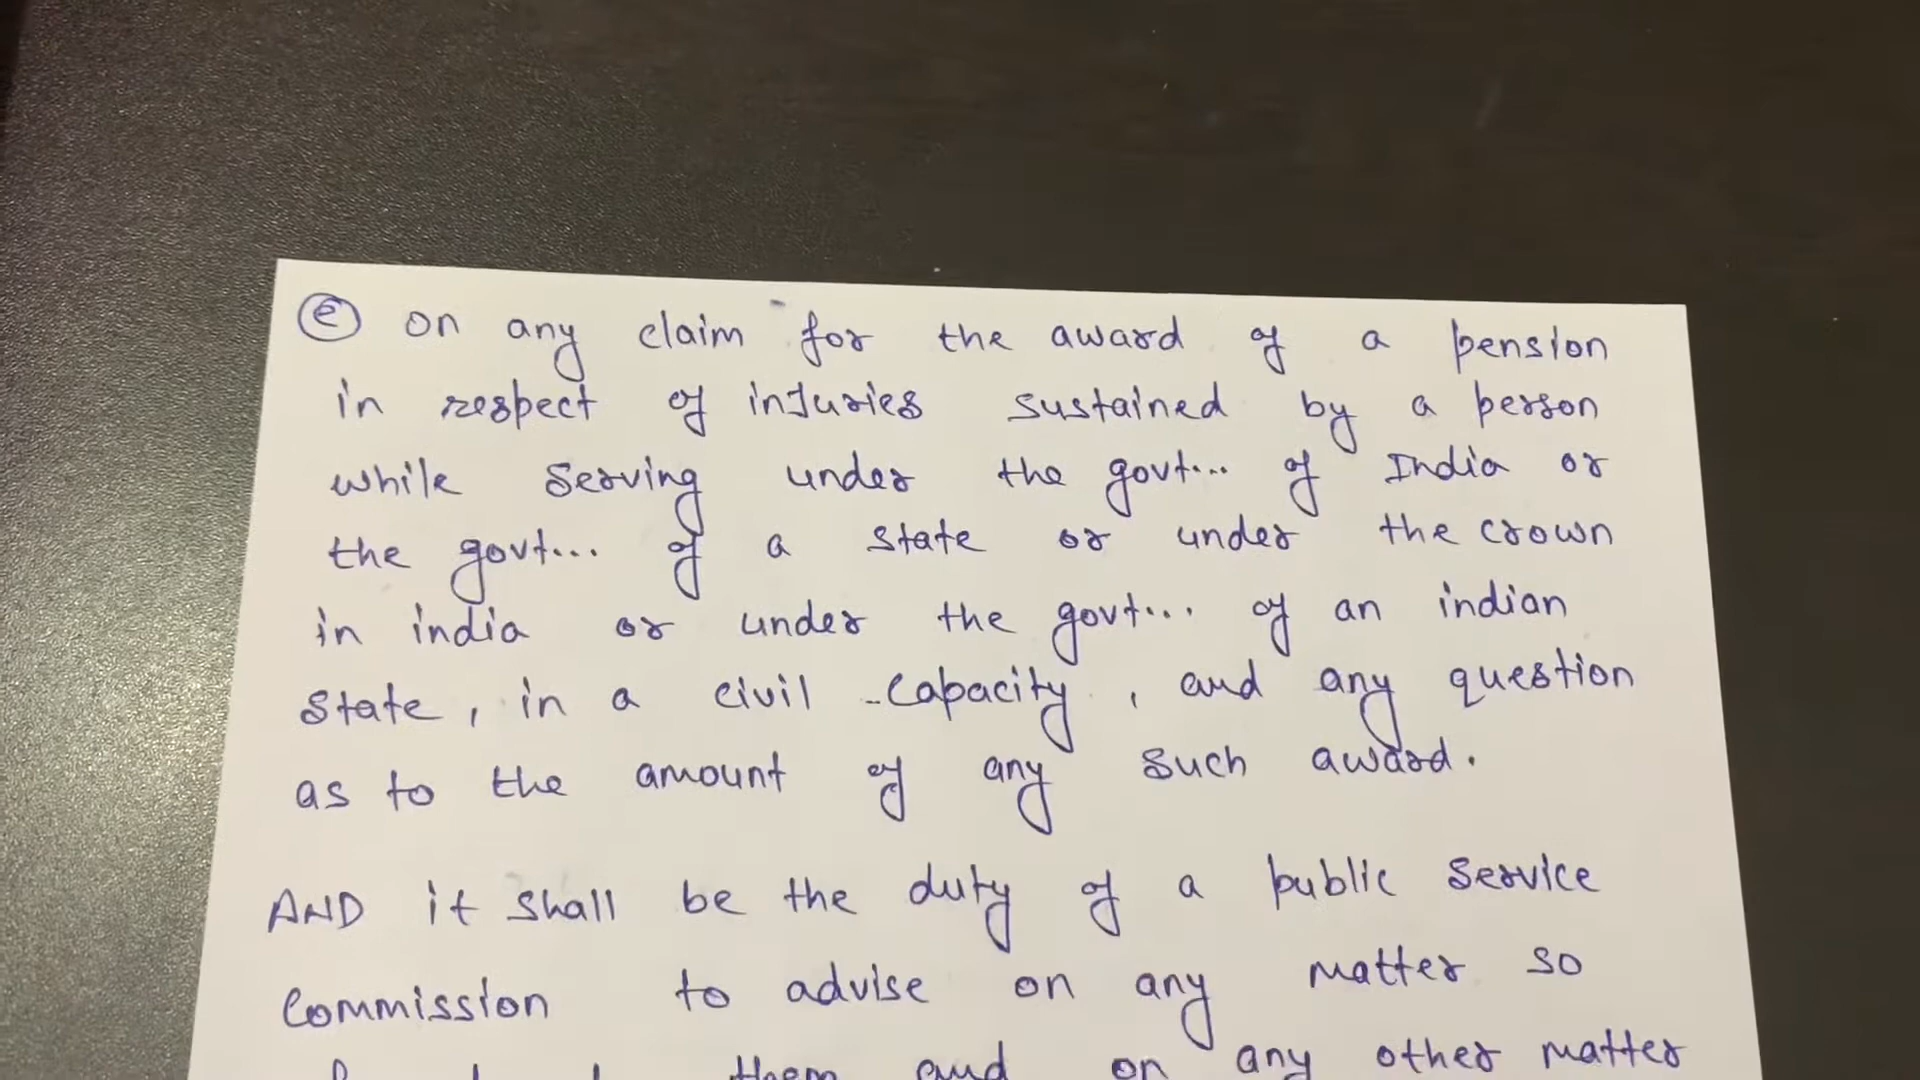 (e) on any claim for the award of a pension
in respect of injuries sustained by a person
while serving under the govt... of India or
the govt... of a state or under the crown
in india or under the govt... of an indian
state, in a civil capacity, and any question
as to the amount of any such award.
AND it shall be the duty of a public service
commission to advise on any matter so
them and on any other matter